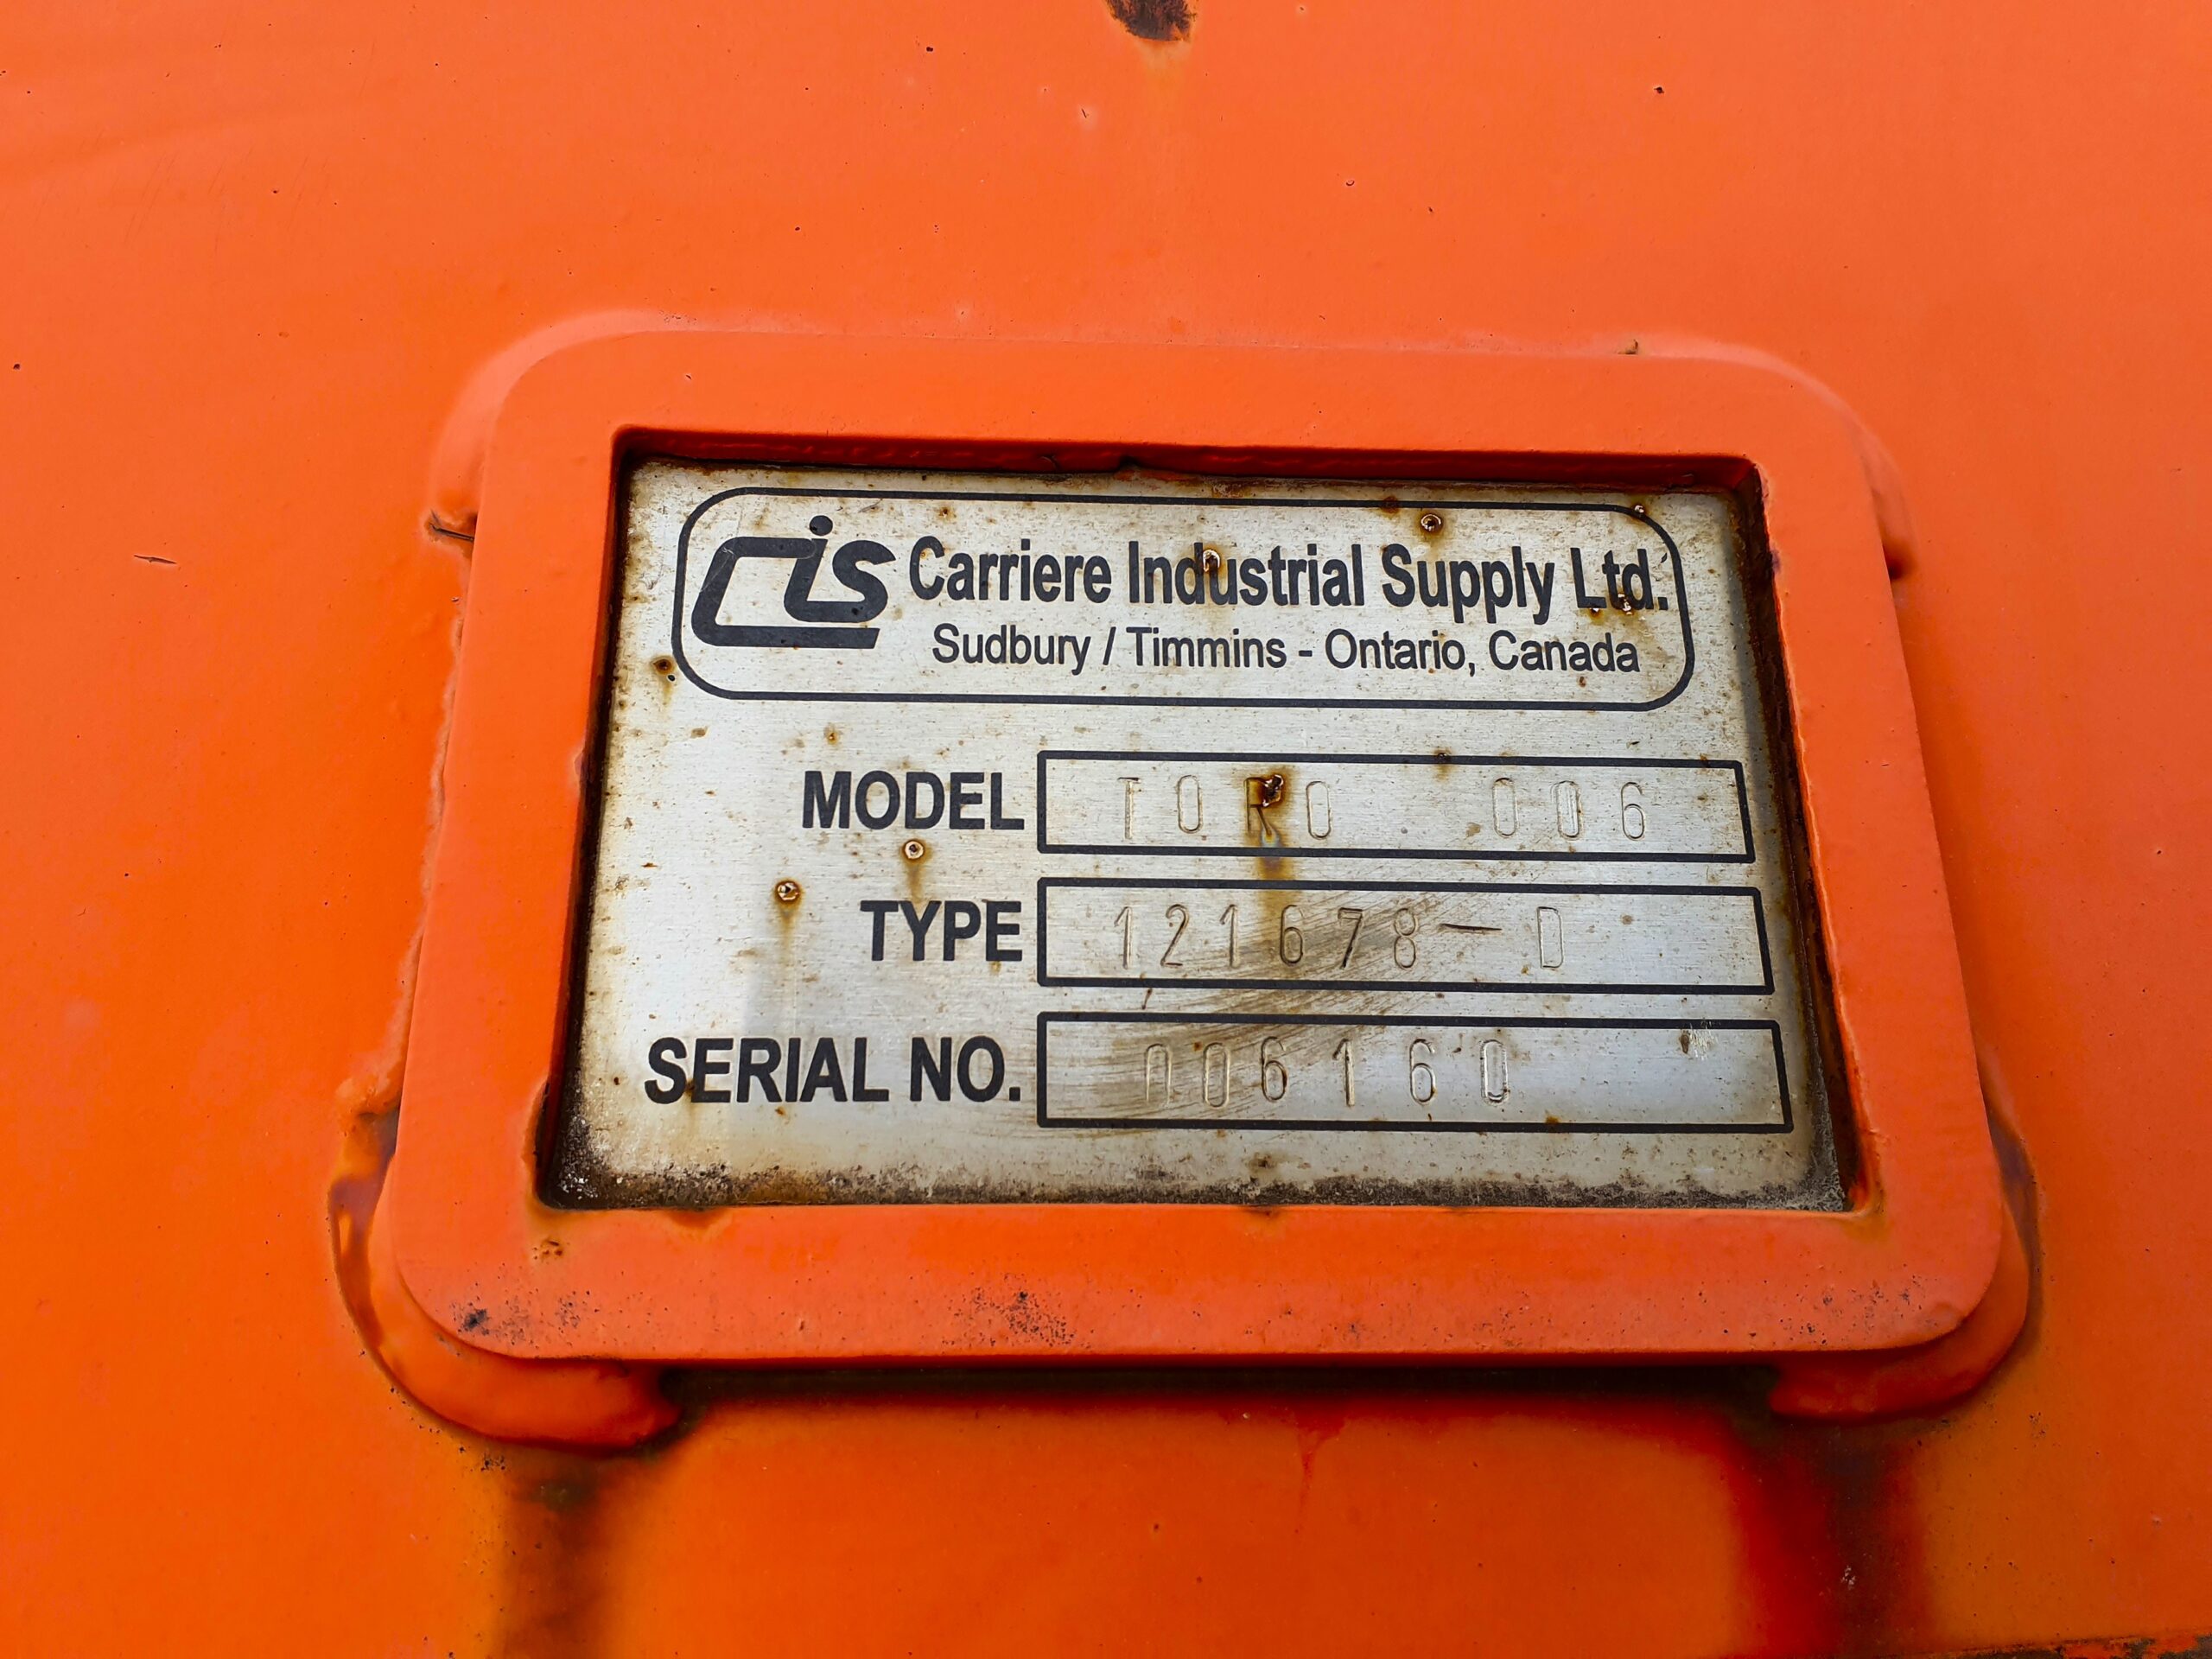 cis Carriere Industrial Supply Ltd.
Sudbury / Timmins - Ontario, Canada
MODEL TORO 006
TYPE 121678-D
SERIAL NO. 006160